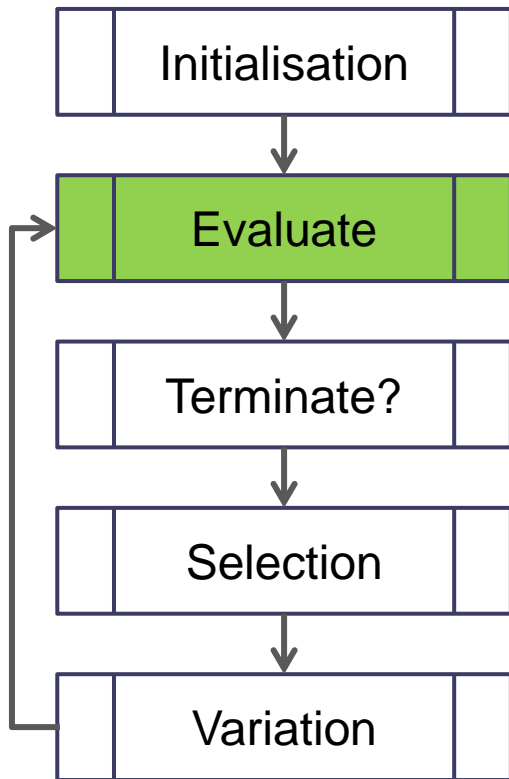 Initialisation
Evaluate
Terminate?
Selection
Variation